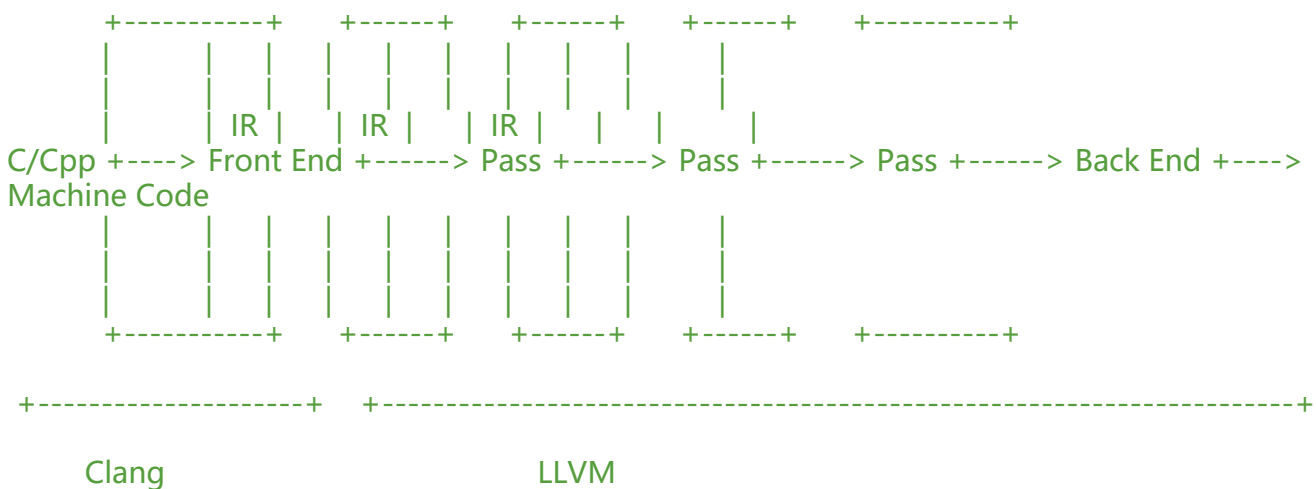 +-----------+ +------+ +------+ +------+ +----------+
| | | | | | | | | |
| | | | | | | | | |
| | IR | | IR | | IR | | | |
C/Cpp +----> Front End +------> Pass +------> Pass +------> Pass +------> Back End +---->
Machine Code
| | | | | | | | | |
| | | | | | | | | |
| | | | | | | | | |
+-----------+ +------+ +------+ +------+ +----------+
+---------------------+ +------------------------------------------------------------------------+
Clang LLVM